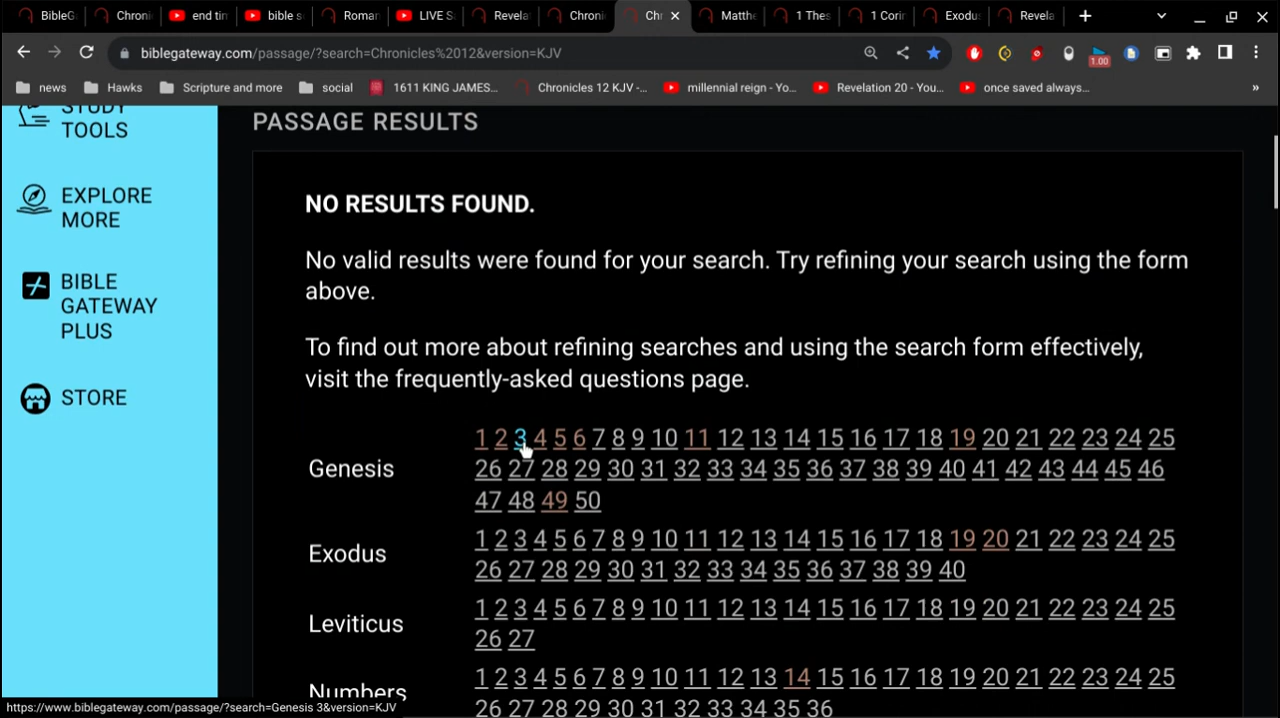 BibleG
Chroni
end tin
bible s
Roman
LIVE S
Revela
Chroni
Chr
Matthe
1 Thes
1 Corin
Exodus
Revela
biblegateway.com/passage/?search=Chronicles%2012&version=KJV
1.00
news
Hawks
Scripture and more
social
1611 KING JAMES...
Chronicles 12 KJV -...
millennial reign - Yo...
Revelation 20 - You...
once saved always...
»
STUDY
TOOLS
EXPLORE
MORE
BIBLE
GATEWAY
PLUS
STORE
PASSAGE RESULTS
NO RESULTS FOUND.
No valid results were found for your search. Try refining your search using the form
above.
To find out more about refining searches and using the search form effectively,
visit the frequently-asked questions page.
Genesis
1 2 3 4 5 6 7 8 9 10 11 12 13 14 15 16 17 18 19 20 21 22 23 24 25
26 27 28 29 30 31 32 33 34 35 36 37 38 39 40 41 42 43 44 45 46
47 48 49 50
Exodus
1 2 3 4 5 6 7 8 9 10 11 12 13 14 15 16 17 18 19 20 21 22 23 24 25
26 27 28 29 30 31 32 33 34 35 36 37 38 39 40
Leviticus
1 2 3 4 5 6 7 8 9 10 11 12 13 14 15 16 17 18 19 20 21 22 23 24 25
26 27
Numbers
1 2 3 4 5 6 7 8 9 10 11 12 13 14 15 16 17 18 19 20 21 22 23 24 25
26 27 28 29 30 31 32 33 34 35 36
https://www.biblegateway.com/passage/?search=Genesis 3&version=KJV